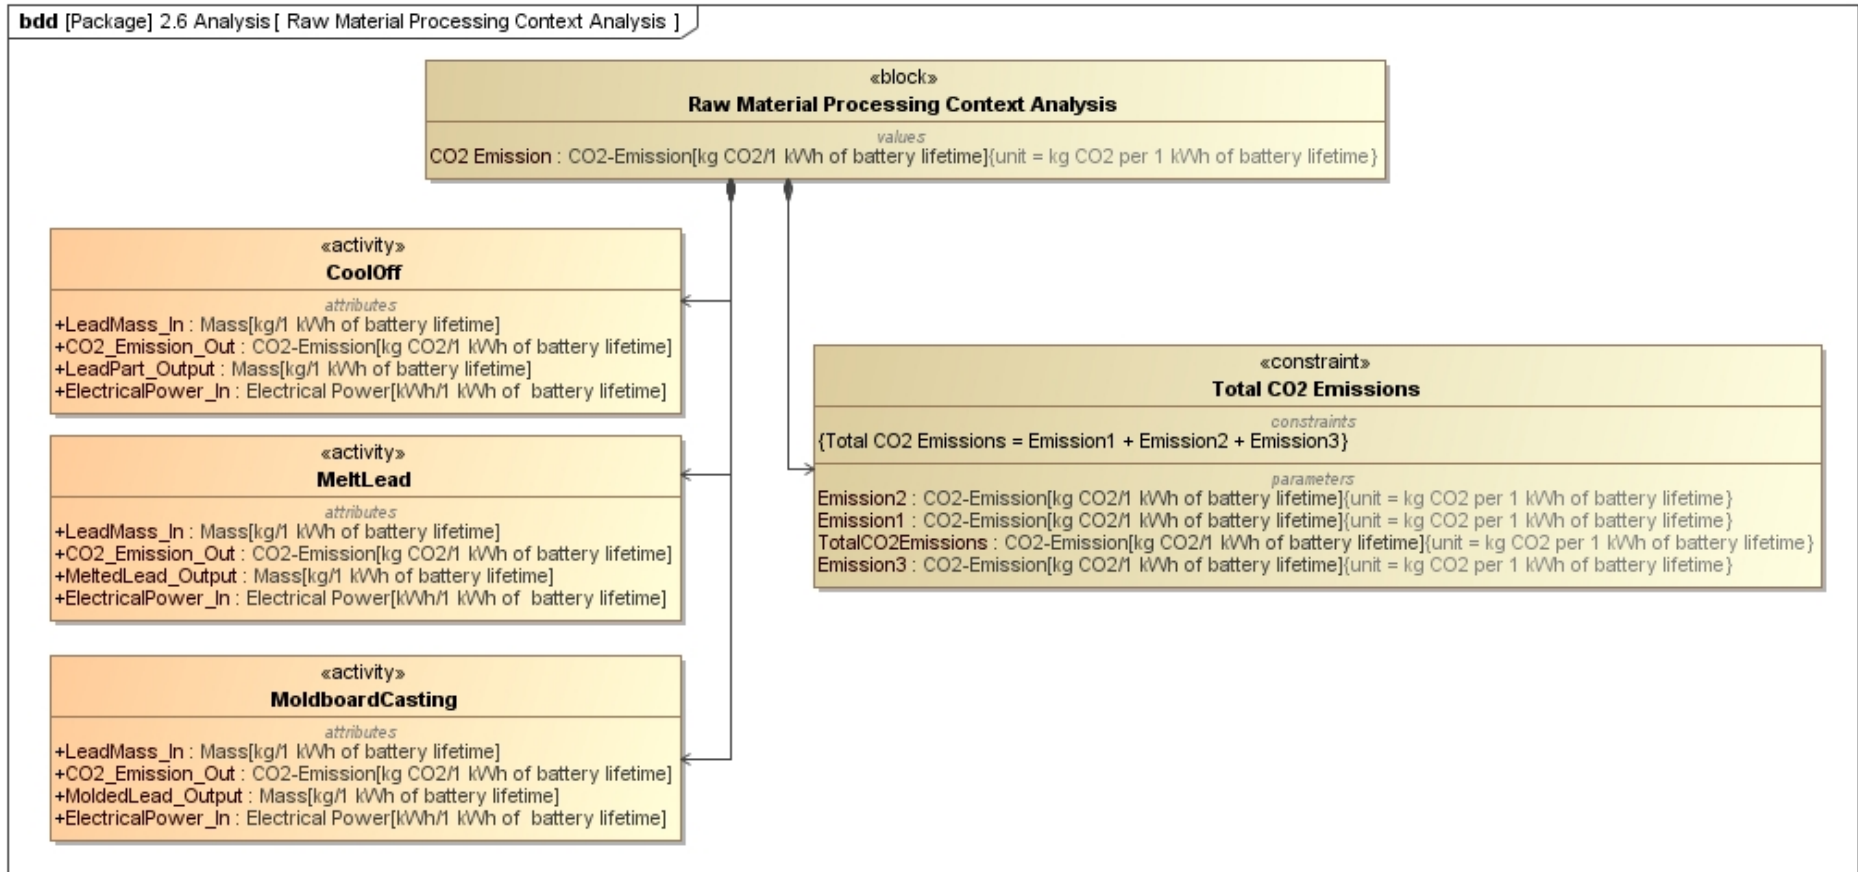 bdd [Package] 2.6 Analysis [ Raw Material Processing Context Analysis ]
«block»
Raw Material Processing Context Analysis
values
CO2 Emission : CO2-Emission[kg CO2/1 kWh of battery lifetime]{unit = kg CO2 per 1 kWh of battery lifetime}
«activity»
CoolOff
attributes
+LeadMass_In : Mass[kg/1 kWh of battery lifetime]
+CO2_Emission_Out : CO2-Emission[kg CO2/1 kWh of battery lifetime]
+LeadPart_Output : Mass[kg/1 kWh of battery lifetime]
+ElectricalPower_In : Electrical Power[kWh/1 kWh of  battery lifetime]
«activity»
MeltLead
attributes
+LeadMass_In : Mass[kg/1 kWh of battery lifetime]
+CO2_Emission_Out : CO2-Emission[kg CO2/1 kWh of battery lifetime]
+MeltedLead_Output : Mass[kg/1 kWh of battery lifetime]
+ElectricalPower_In : Electrical Power[kWh/1 kWh of  battery lifetime]
«activity»
MoldboardCasting
attributes
+LeadMass_In : Mass[kg/1 kWh of battery lifetime]
+CO2_Emission_Out : CO2-Emission[kg CO2/1 kWh of battery lifetime]
+MoldedLead_Output : Mass[kg/1 kWh of battery lifetime]
+ElectricalPower_In : Electrical Power[kWh/1 kWh of  battery lifetime]
«constraint»
Total CO2 Emissions
constraints
{Total CO2 Emissions = Emission1 + Emission2 + Emission3}
parameters
Emission2 : CO2-Emission[kg CO2/1 kWh of battery lifetime]{unit = kg CO2 per 1 kWh of battery lifetime}
Emission1 : CO2-Emission[kg CO2/1 kWh of battery lifetime]{unit = kg CO2 per 1 kWh of battery lifetime}
TotalCO2Emissions : CO2-Emission[kg CO2/1 kWh of battery lifetime]{unit = kg CO2 per 1 kWh of battery lifetime}
Emission3 : CO2-Emission[kg CO2/1 kWh of battery lifetime]{unit = kg CO2 per 1 kWh of battery lifetime}